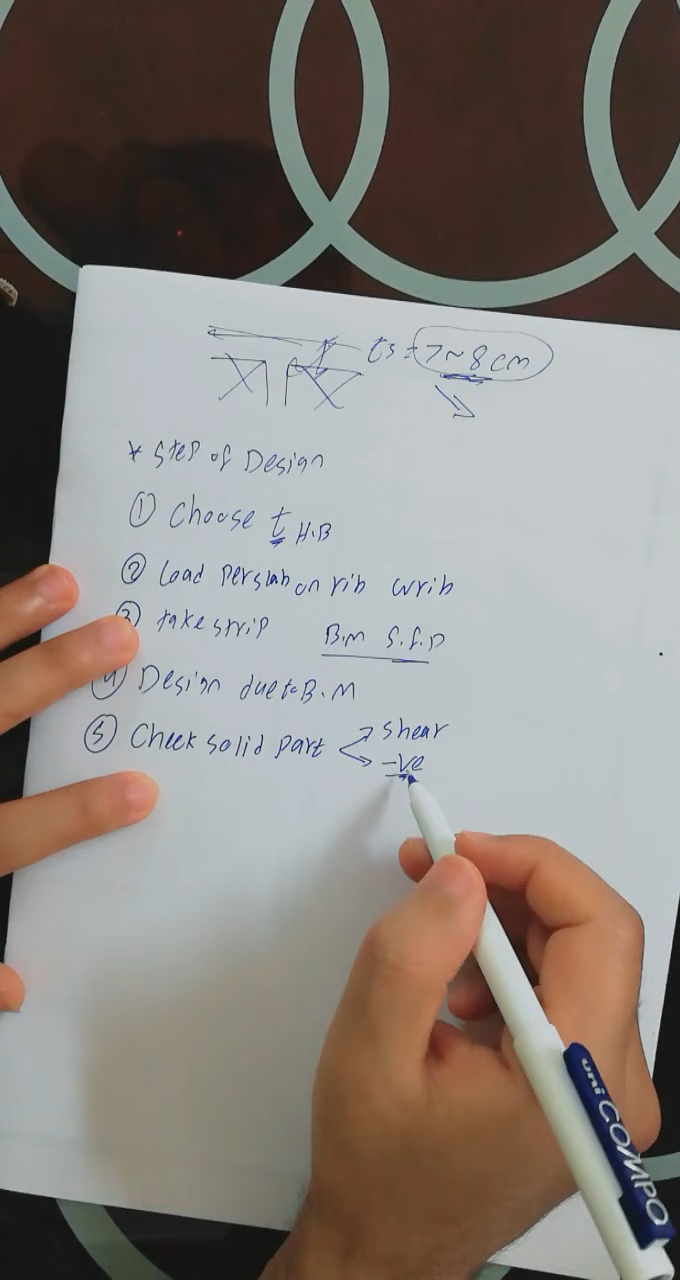 ts = 7~8 cm
* Step of Design
① Choose t H.B
② Load per slab on rib wrib
③ take strip B.M S.F.D
④ Design due to B.M
⑤ Check solid part shear
-ve
uni COMPO